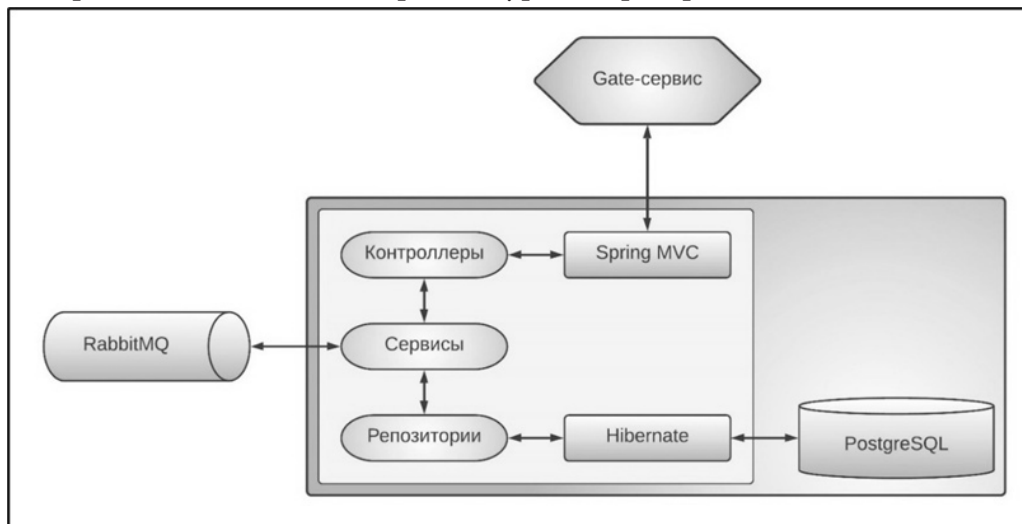 Gate-сервис
Контроллеры
Spring MVC
RabbitMQ
Сервисы
Репозитории
Hibernate
PostgreSQL